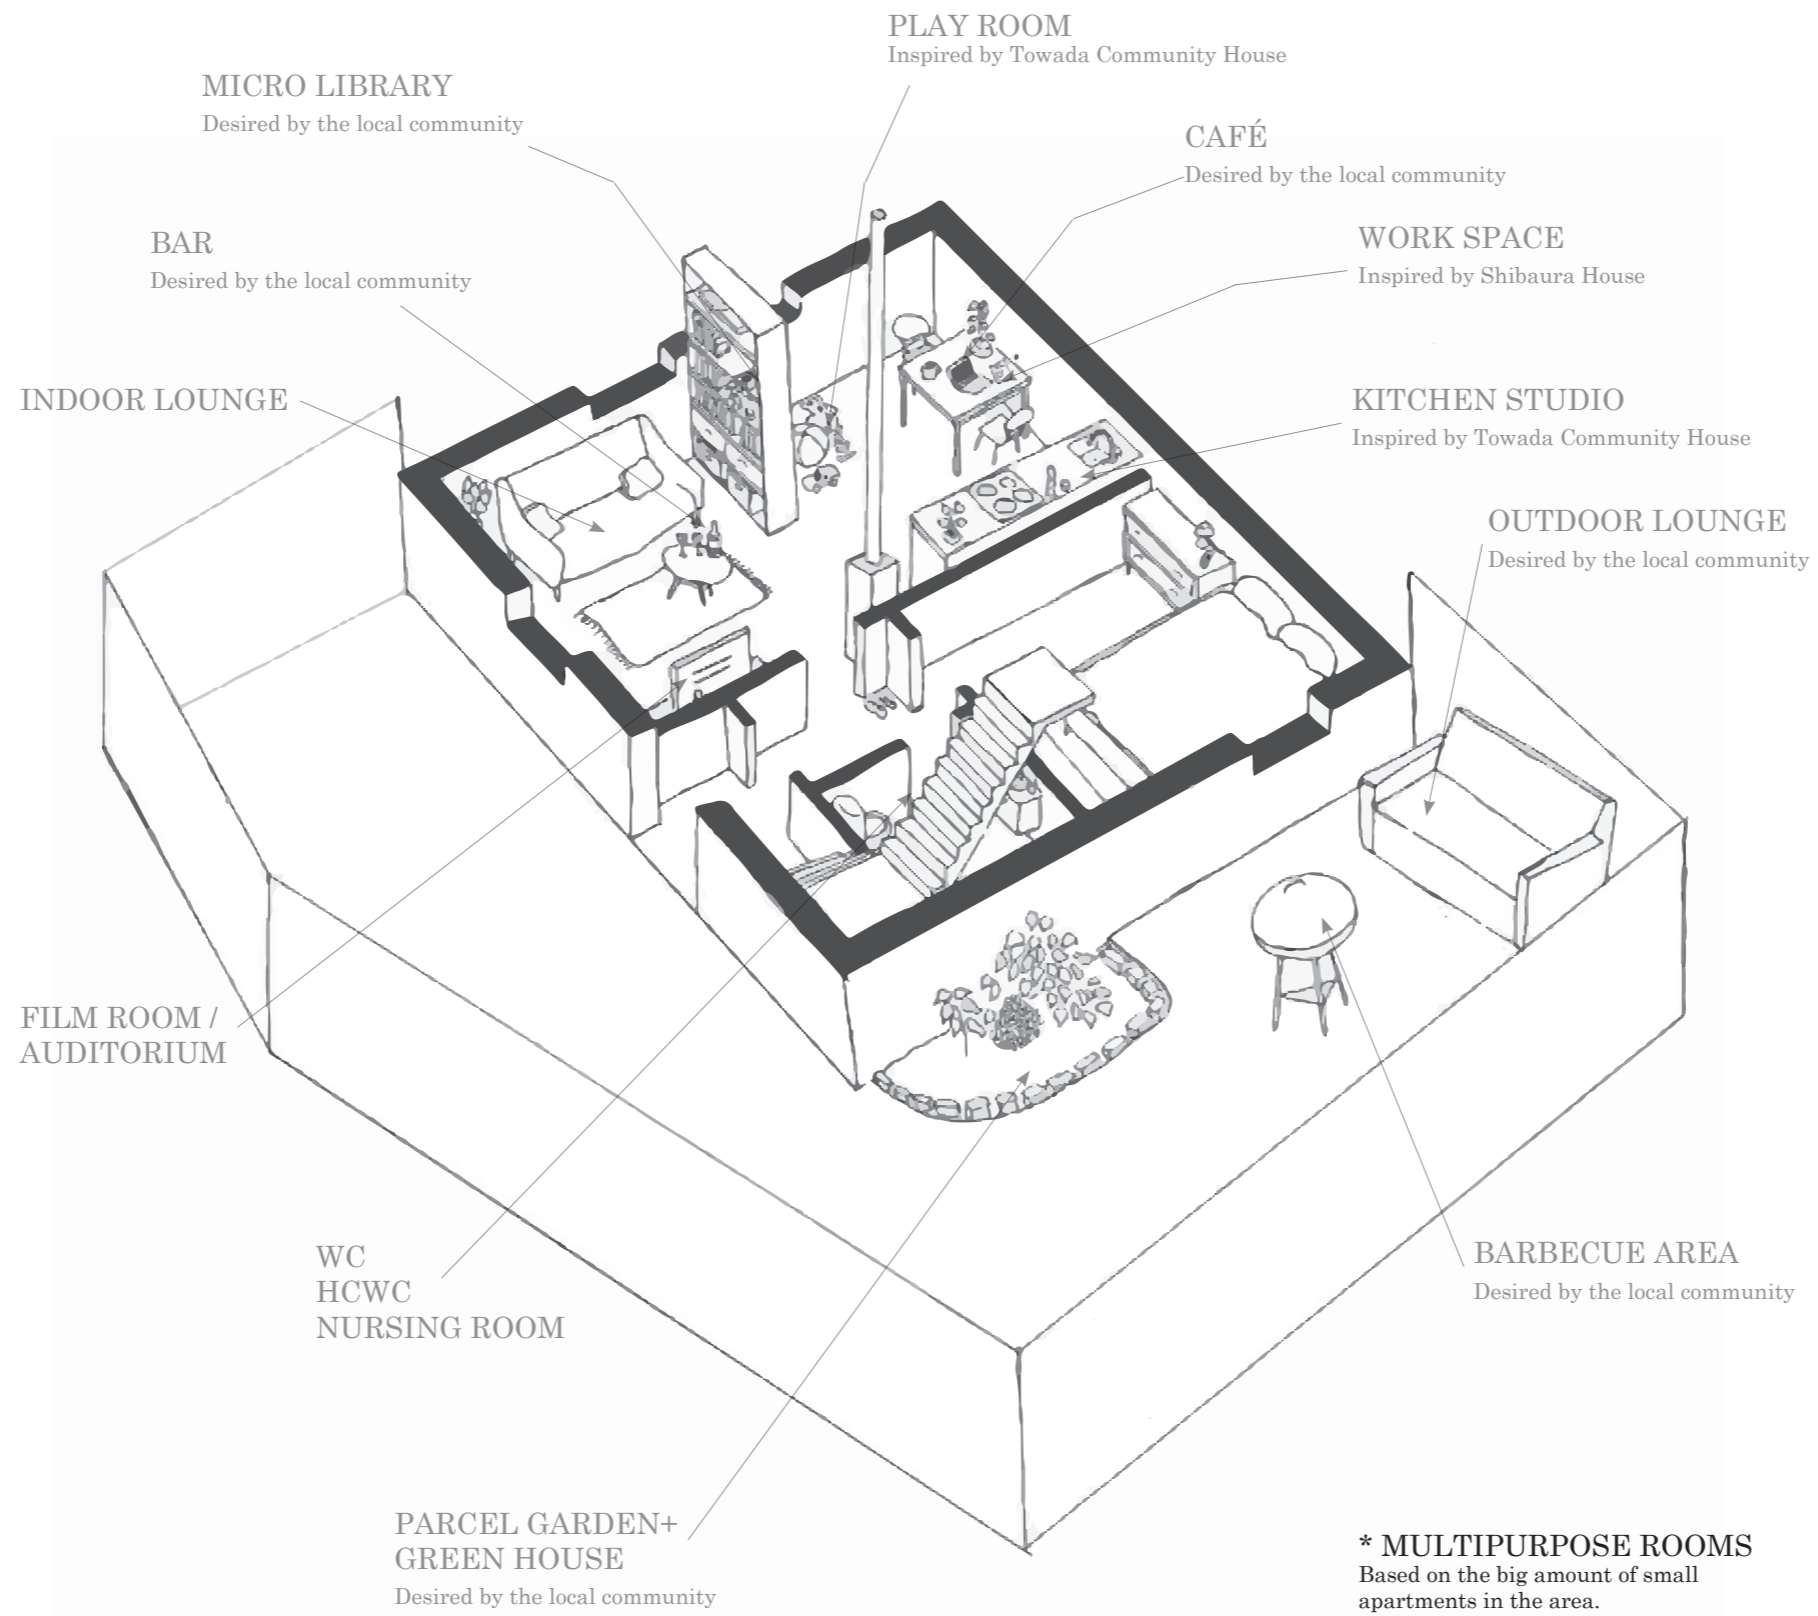 PLAY ROOM
Inspired by Towada Community House
MICRO LIBRARY
Desired by the local community
CAFÉ
Desired by the local community
BAR
Desired by the local community
WORK SPACE
Inspired by Shibaura House
INDOOR LOUNGE
KITCHEN STUDIO
Inspired by Towada Community House
OUTDOOR LOUNGE
Desired by the local community
FILM ROOM /
AUDITORIUM
WC
HCWC
NURSING ROOM
BARBECUE AREA
Desired by the local community
PARCEL GARDEN+
GREEN HOUSE
Desired by the local community
* MULTIPURPOSE ROOMS
Based on the big amount of small
apartments in the area.